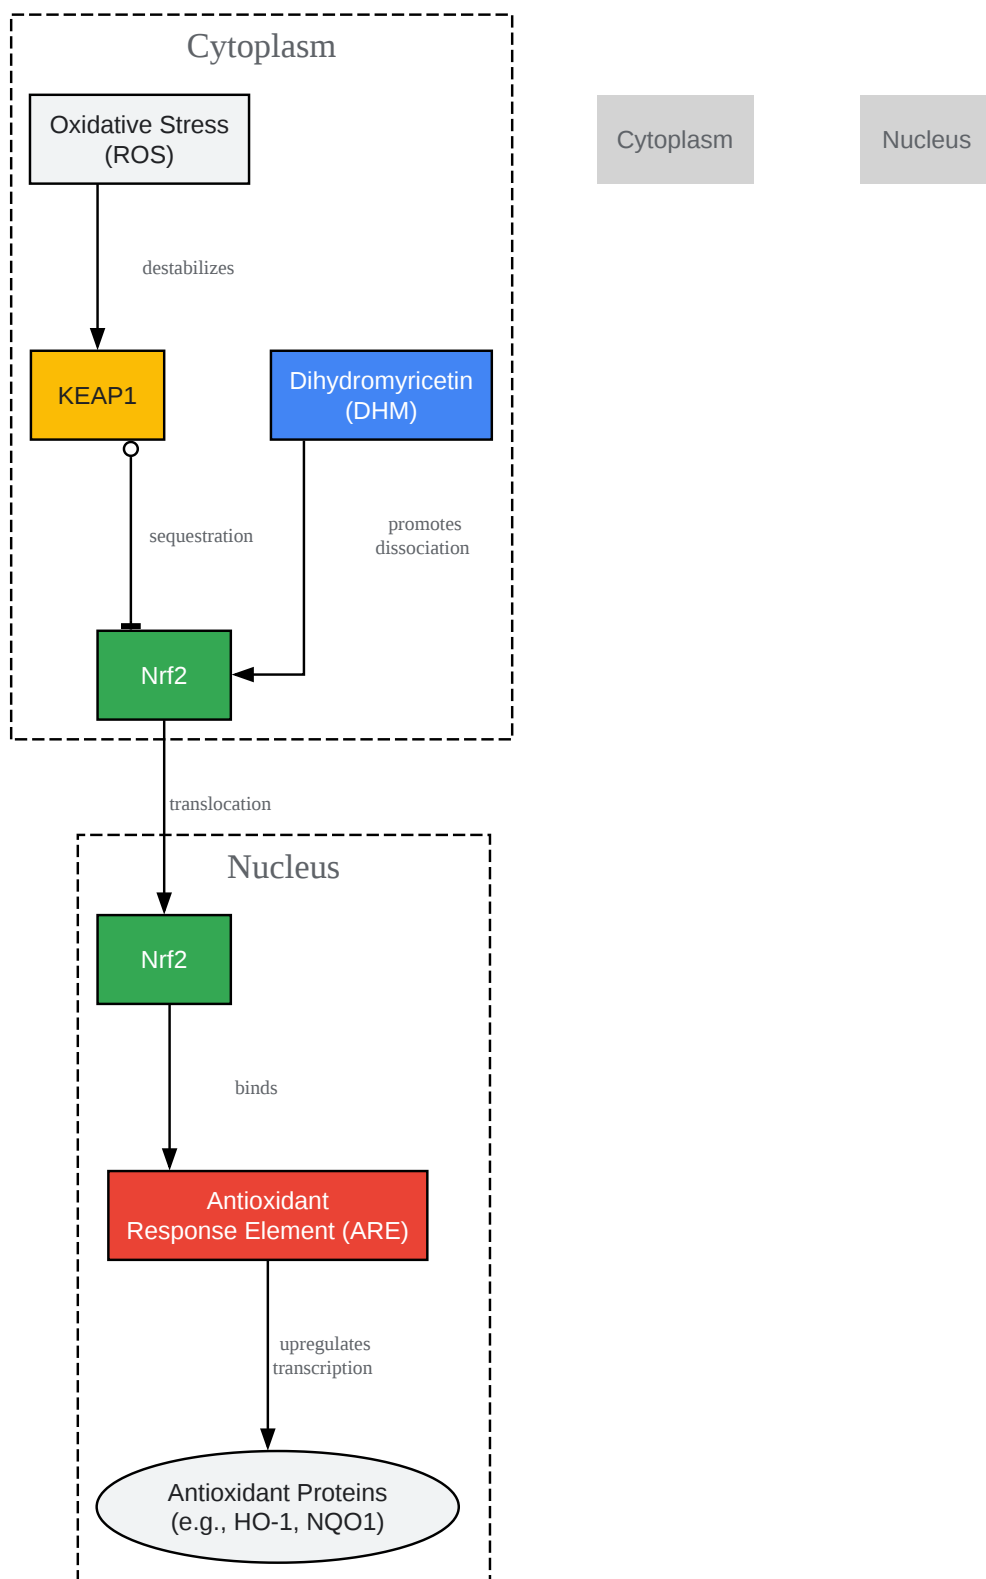 Cytoplasm
Oxidative Stress
(ROS)
Cytoplasm
Nucleus
destabilizes
KEAP1
Dihydromyricetin
(DHM)
sequestration
promotes
dissociation
Nrf2
translocation
Nucleus
Nrf2
binds
Antioxidant
Response Element (ARE)
upregulates
transcription
Antioxidant Proteins
(e.g., HO-1, NQO1)